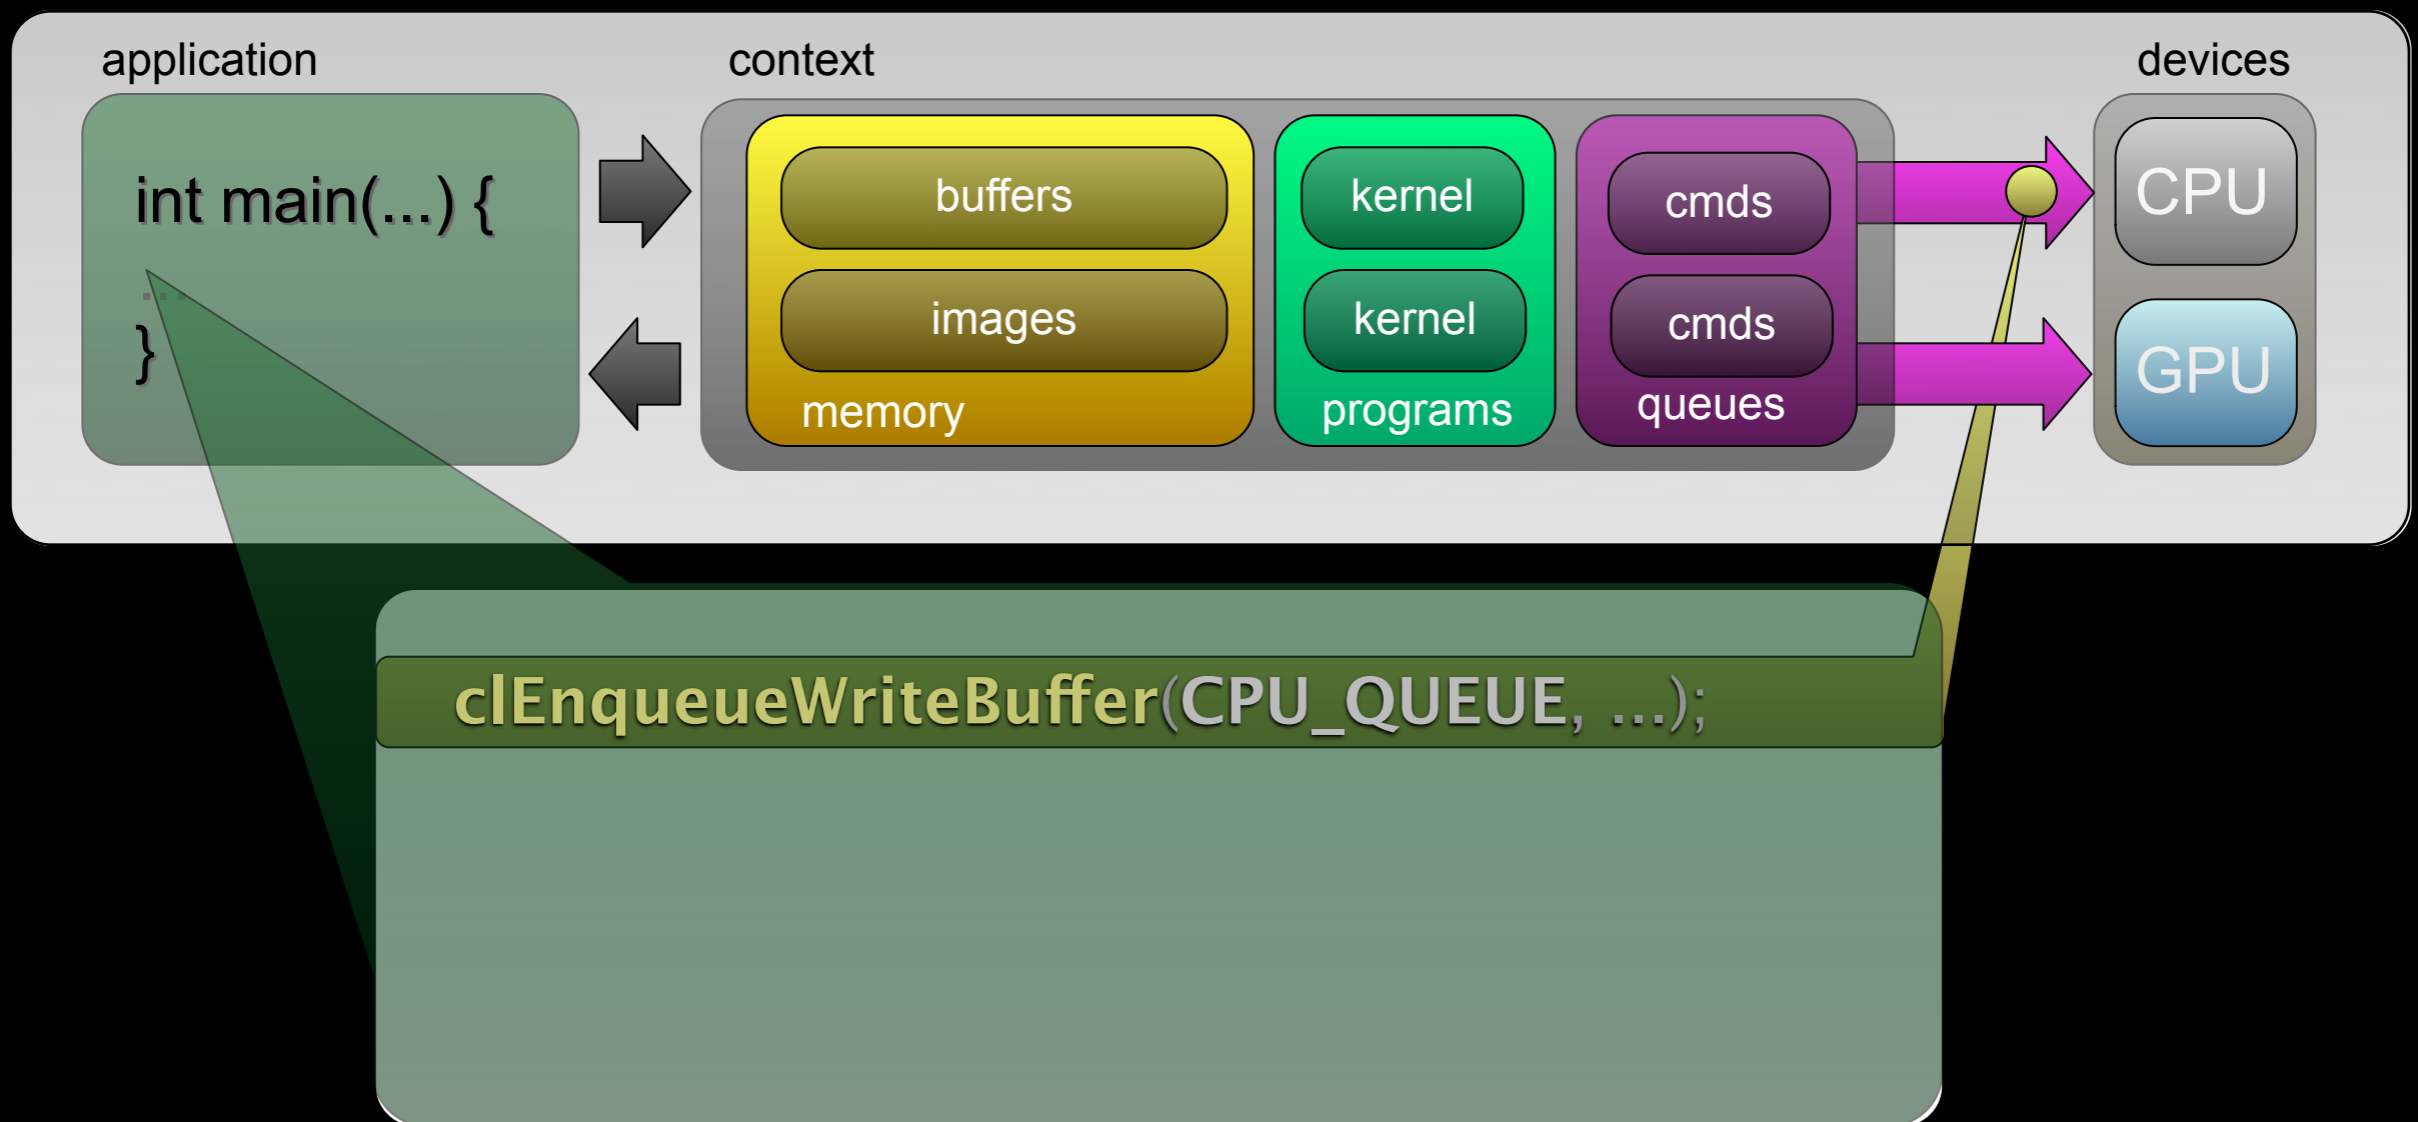 application
context
devices
int main(...) {
...
}
buffers
images
memory
kernel
kernel
programs
cmds
cmds
queues
CPU
GPU
clEnqueueWriteBuffer(CPU_QUEUE, ...);